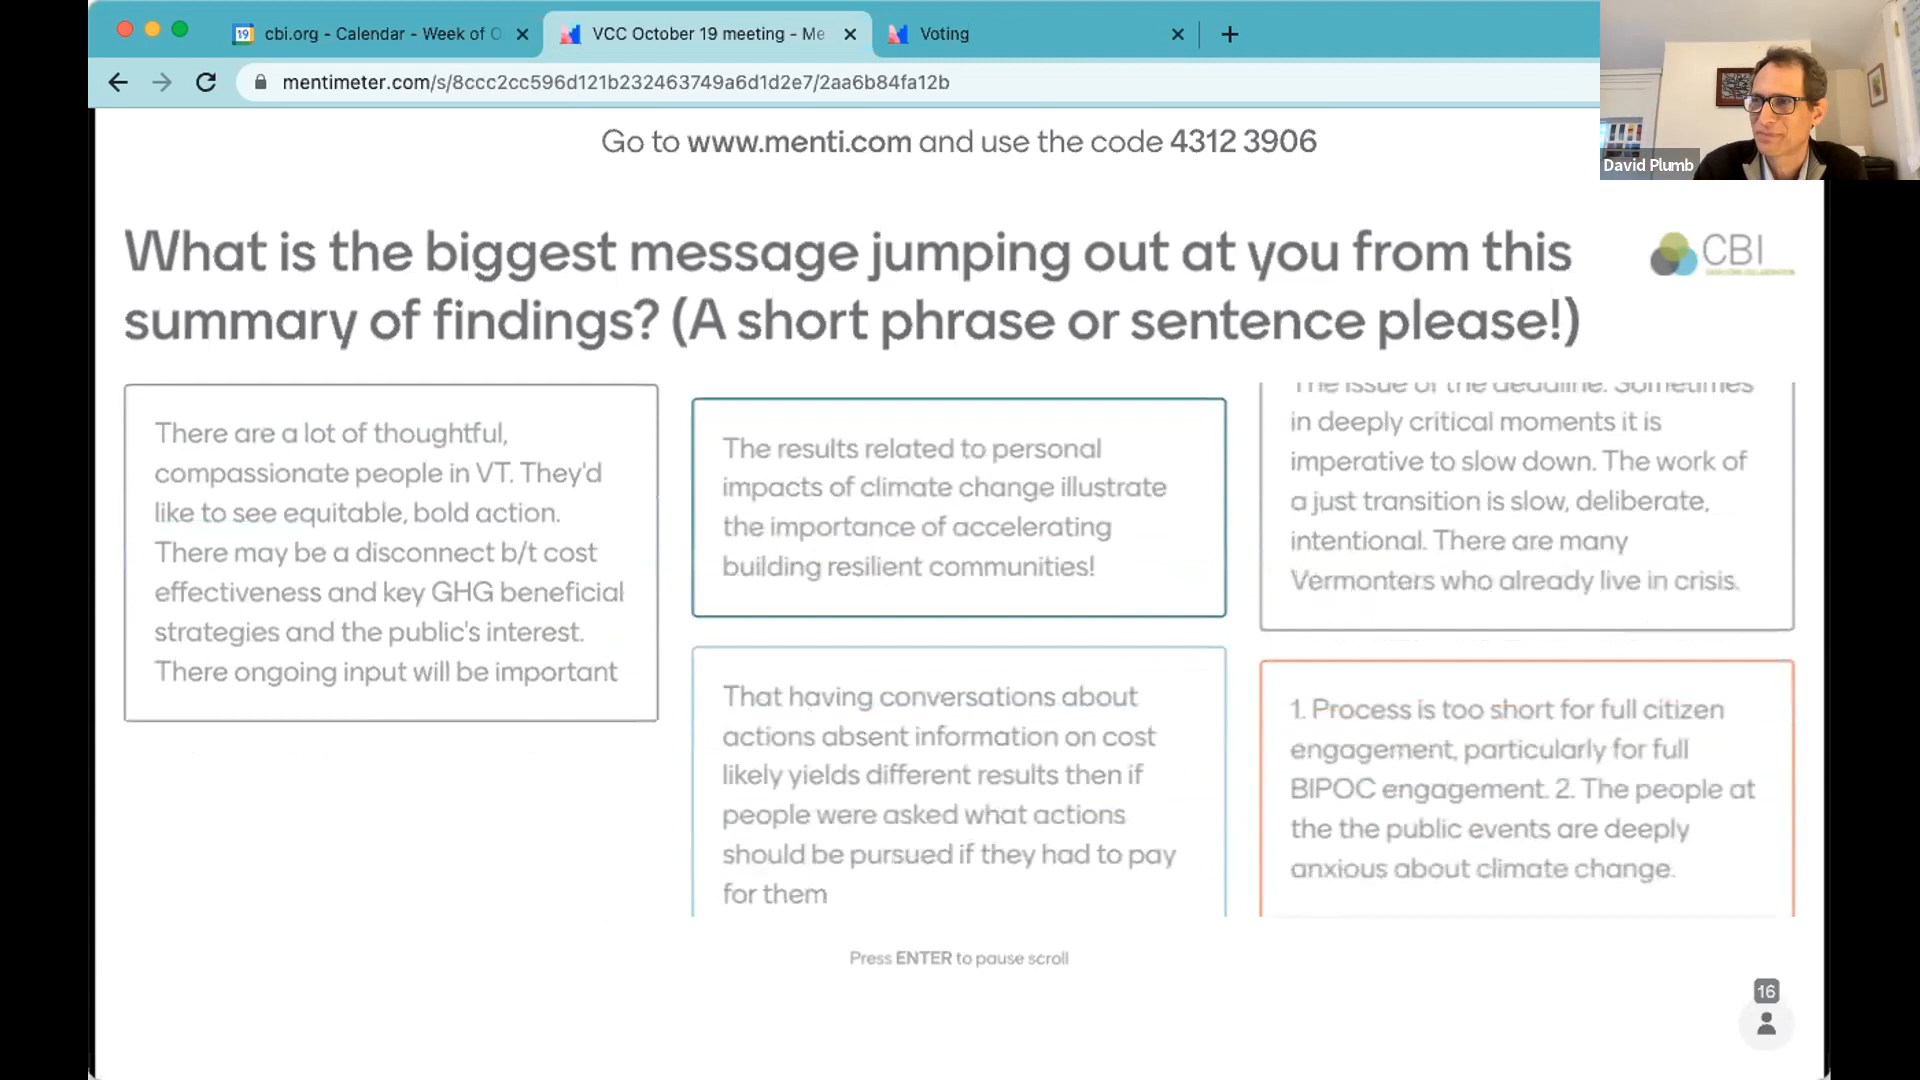 19
cbi.org - Calendar - Week of O
VCC October 19 meeting - Me
Voting
mentimeter.com/s/8ccc2cc596d121b232463749a6d1d2e7/2aa6b84fa12b
David Plumb
Go to www.menti.com and use the code 4312 3906
What is the biggest message jumping out at you from this
summary of findings? (A short phrase or sentence please!)
CBI
There are a lot of thoughtful,
compassionate people in VT. They'd
like to see equitable, bold action.
There may be a disconnect b/t cost
effectiveness and key GHG beneficial
strategies and the public's interest.
There ongoing input will be important
The results related to personal
impacts of climate change illustrate
the importance of accelerating
building resilient communities!
That having conversations about
actions absent information on cost
likely yields different results then if
people were asked what actions
should be pursued if they had to pay
for them
The issue of the deadline. Sometimes
in deeply critical moments it is
imperative to slow down. The work of
a just transition is slow, deliberate,
intentional. There are many
Vermonters who already live in crisis.
1. Process is too short for full citizen
engagement, particularly for full
BIPOC engagement. 2. The people at
the the public events are deeply
anxious about climate change.
Press ENTER to pause scroll
16